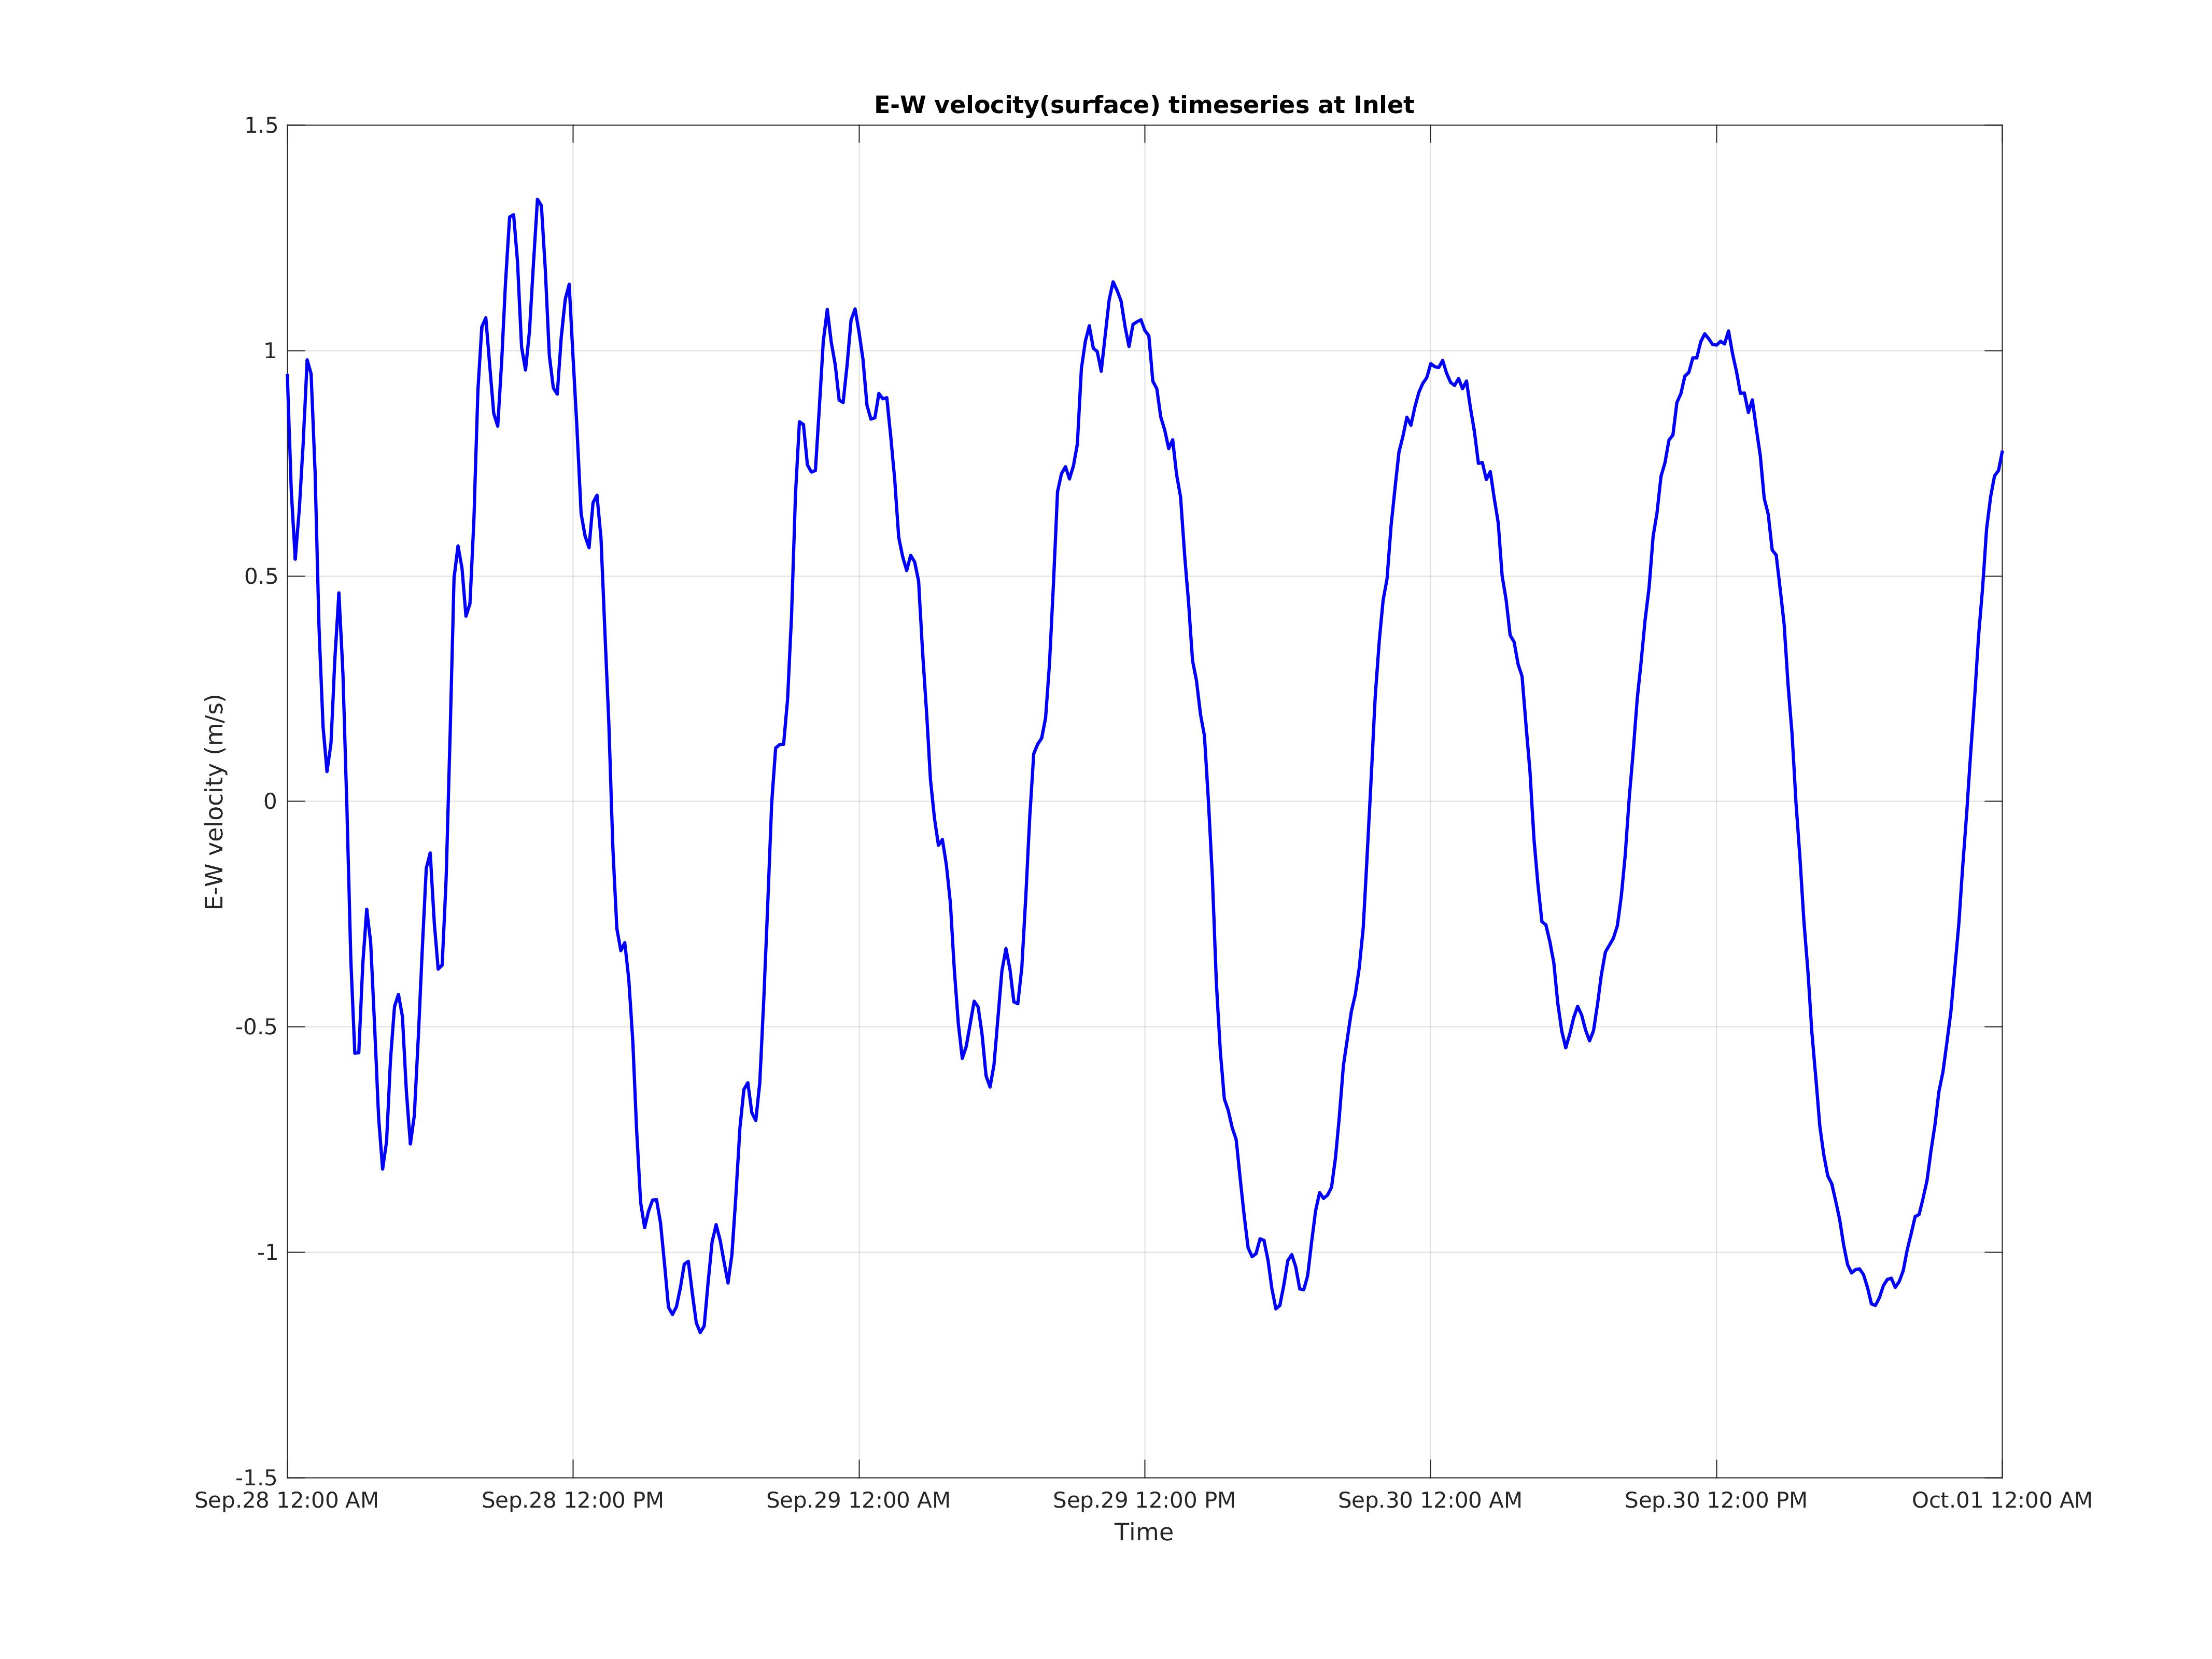 E-W velocity(surface) timeseries at Inlet
1.5
1
0.5
0
-0.5
-1
-1.5
E-W velocity (m/s)
Sep.28 12:00 AM Sep.28 12:00 PM Sep.29 12:00 AM Sep.29 12:00 PM Sep.30 12:00 AM Sep.30 12:00 PM Oct.01 12:00 AM
Time